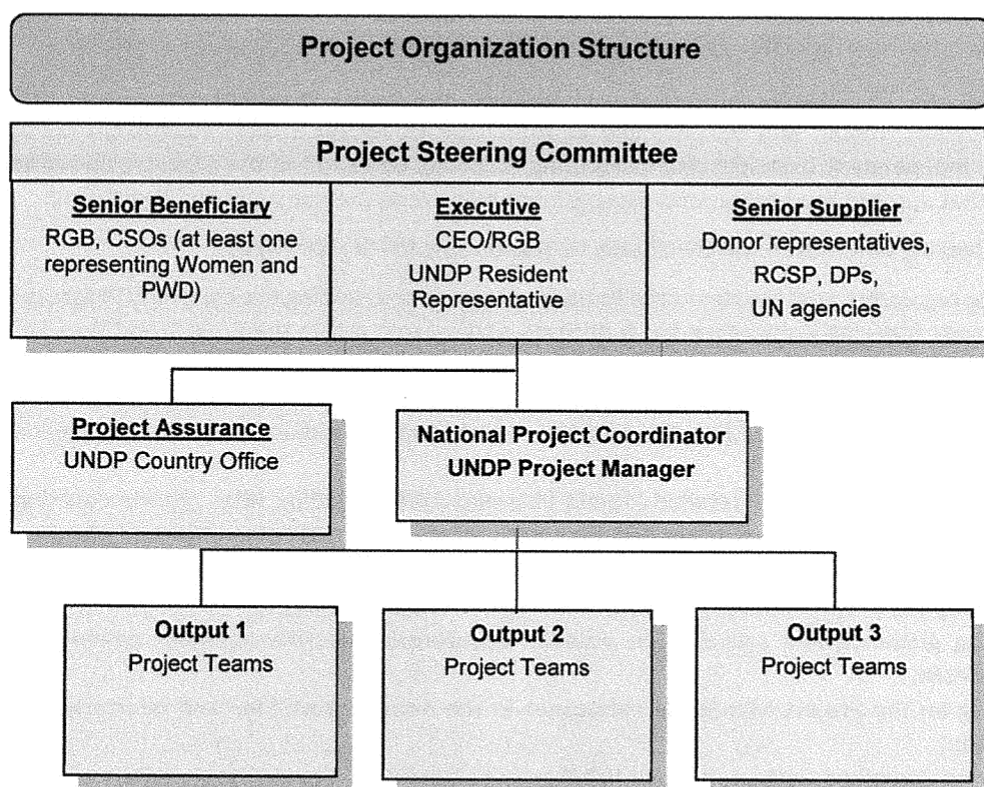 Project Organization Structure
Project Steering Committee
Senior Beneficiary
RGB, CSOs (at least one
representing Women and
PWD)
Executive
CEO/RGB
UNDP Resident
Representative
Senior Supplier
Donor representatives,
RCSP, DPs,
UN agencies
Project Assurance
UNDP Country Office
National Project Coordinator
UNDP Project Manager
Output 1
Project Teams
Output 2
Project Teams
Output 3
Project Teams